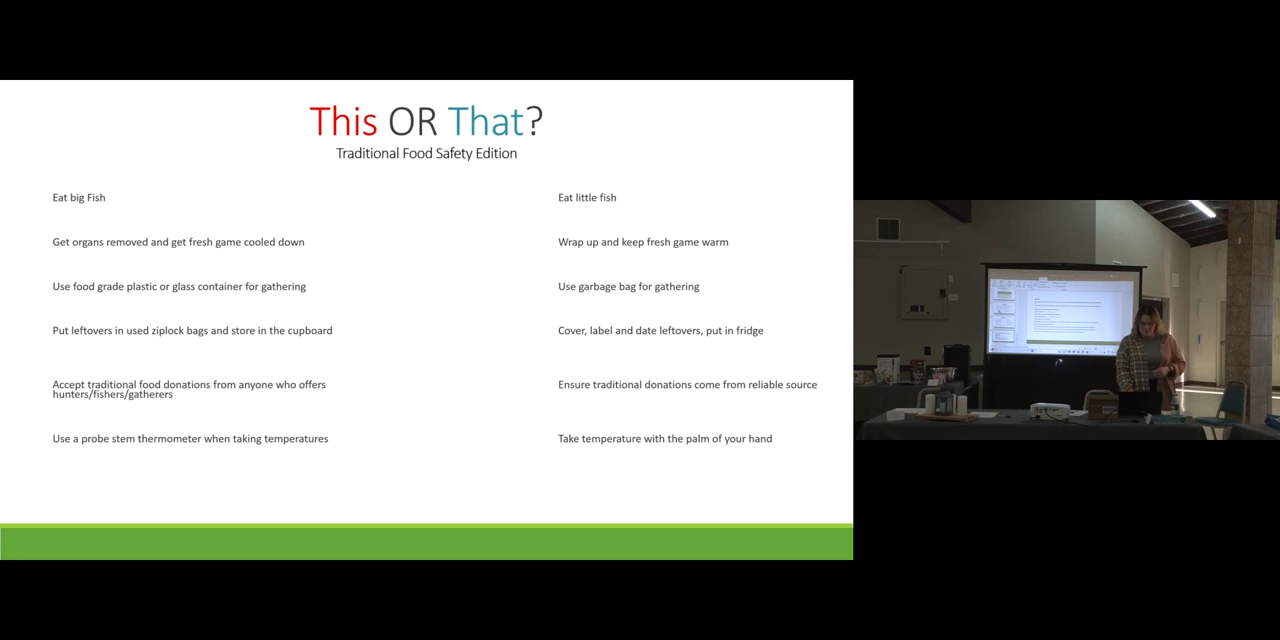 This OR That?
Traditional Food Safety Edition
Eat big Fish
Eat little fish
Get organs removed and get fresh game cooled down
Wrap up and keep fresh game warm
Use food grade plastic or glass container for gathering
Use garbage bag for gathering
Put leftovers in used ziplock bags and store in the cupboard
Cover, label and date leftovers, put in fridge
Accept traditional food donations from anyone who offers
hunters/fishers/gatherers
Ensure traditional donations come from reliable source
Use a probe stem thermometer when taking temperatures
Take temperature with the palm of your hand